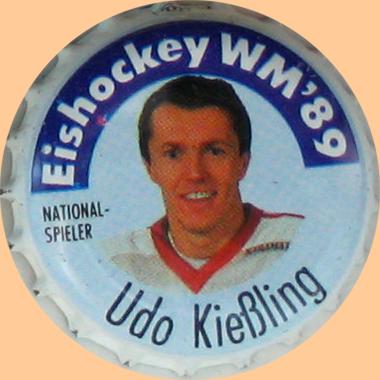 Eishockey WM'89
NATIONAL-
SPIELER
Udo Kießling